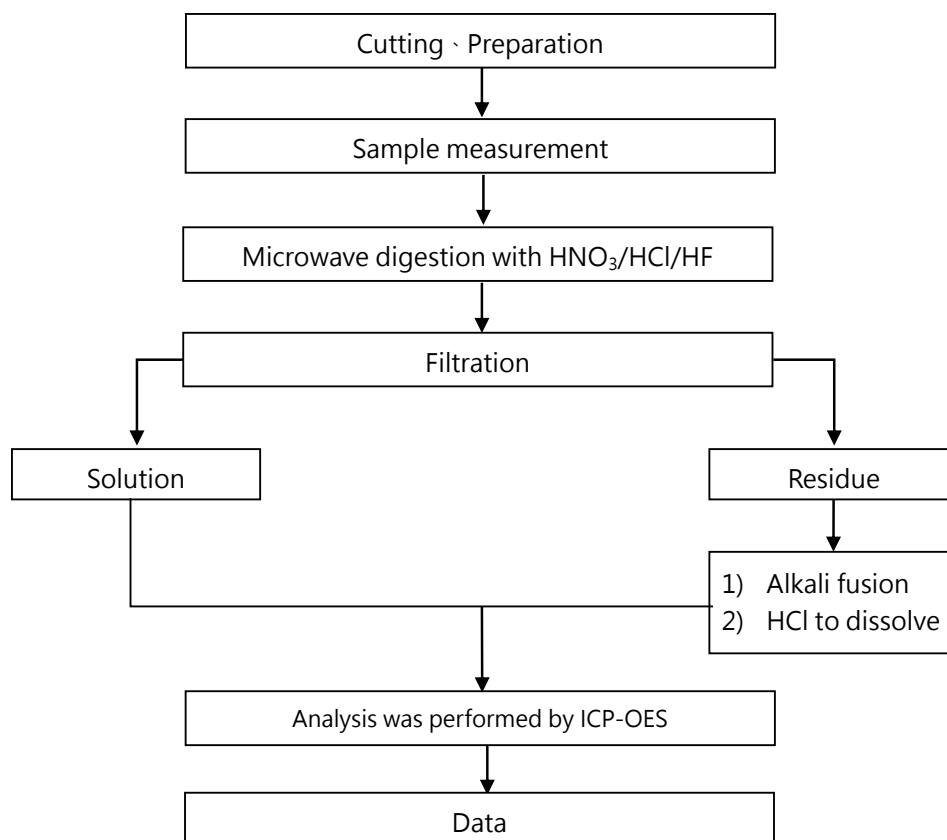 Cutting、Preparation
Sample measurement
Microwave digestion with HNO₃/HCl/HF
Filtration
Solution
Residue
1) Alkali fusion
2) HCl to dissolve
Analysis was performed by ICP-OES
Data